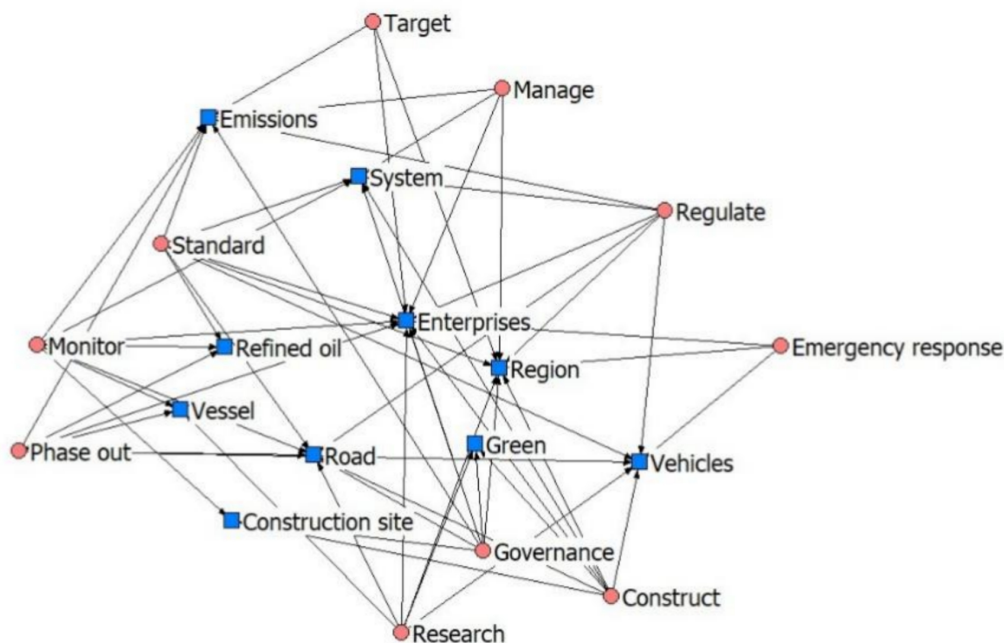 Target
Manage
Emissions
System
Regulate
Standard
Enterprises
Monitor
Refined oil
Emergency response
Region
Vessel
Green
Phase out
Road
Vehicles
Construction site
Governance
Construct
Research